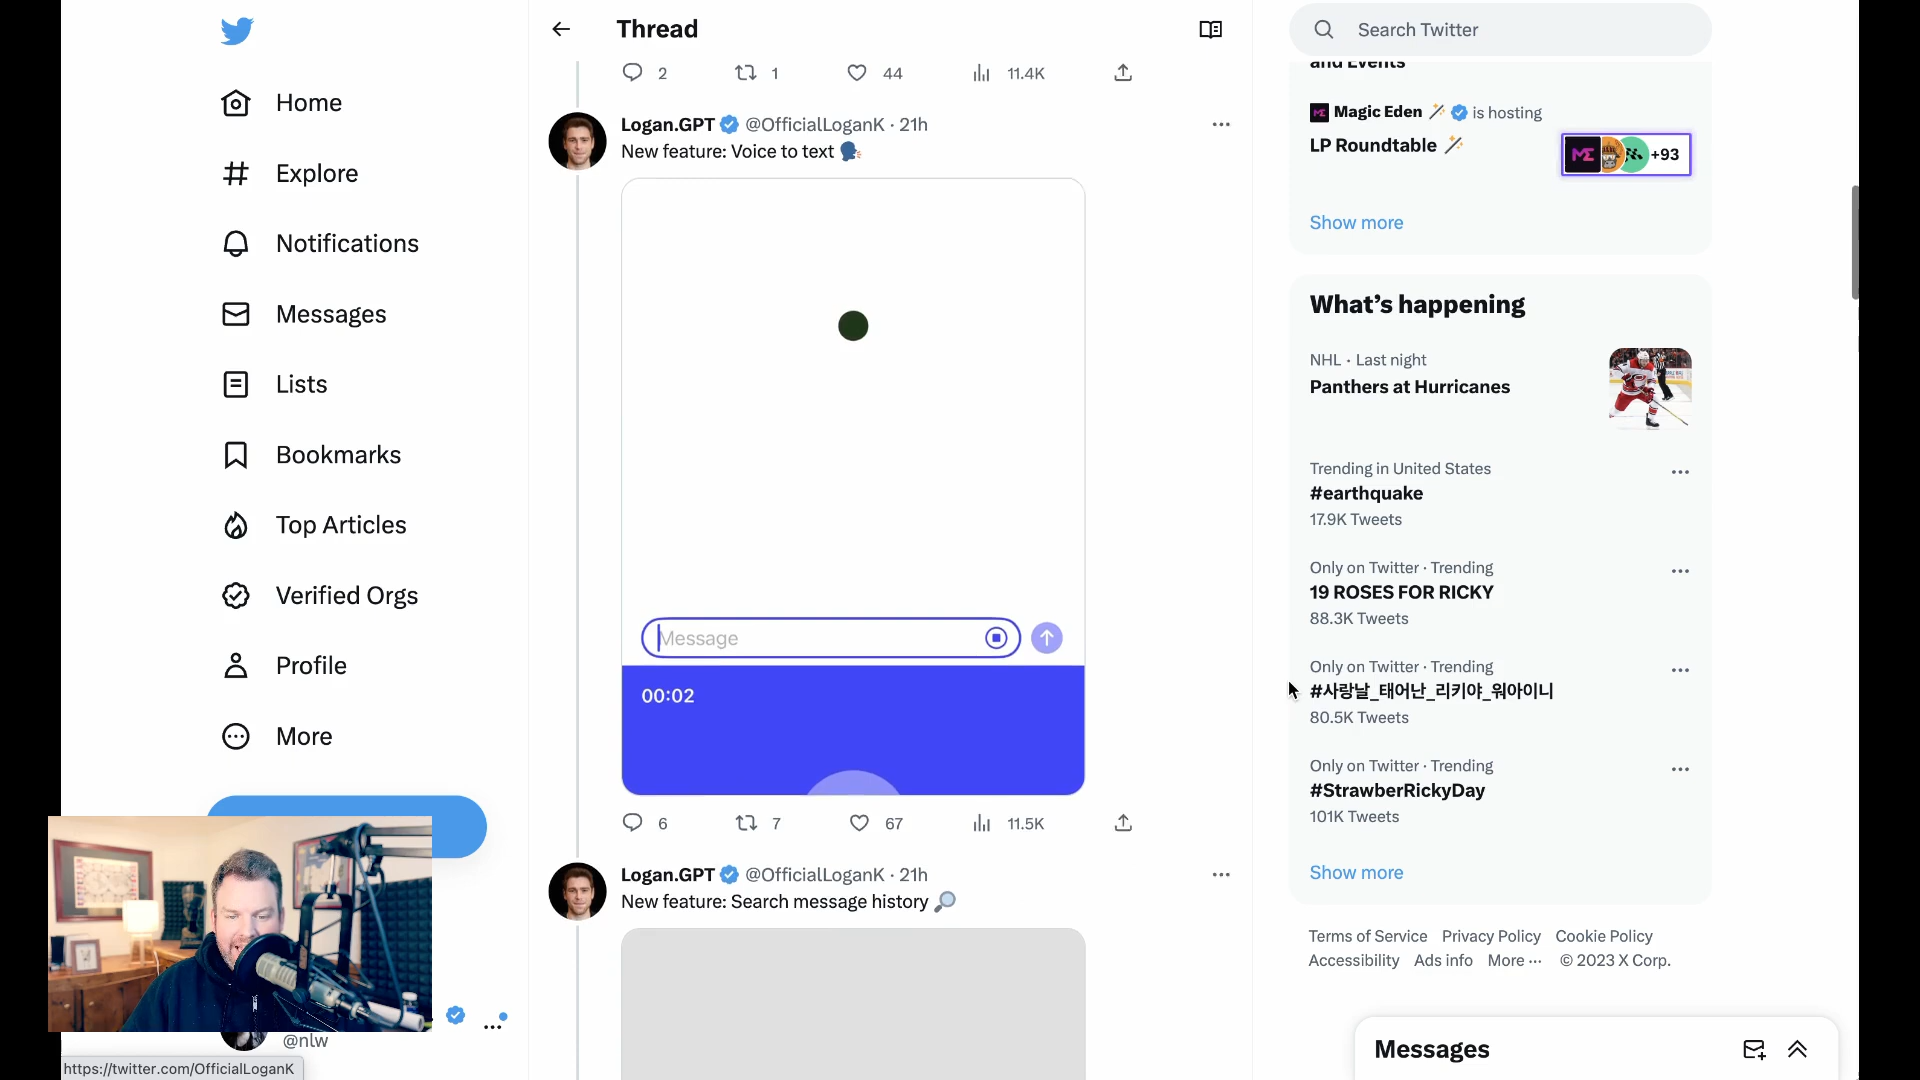 Home
Explore
Notifications
Messages
Lists
Bookmarks
Top Articles
Verified Orgs
Profile
More
@nlw
https://twitter.com/OfficialLoganK
Thread
2 1 44 11.4K
Logan.GPT @OfficialLoganK · 21h
New feature: Voice to text
Message
00:02
6 7 67 11.5K
Logan.GPT @OfficialLoganK · 21h
New feature: Search message history
Search Twitter
and Events
Magic Eden is hosting
LP Roundtable
ME
+93
Show more
What’s happening
NHL · Last night
Panthers at Hurricanes
Trending in United States
#earthquake
17.9K Tweets
Only on Twitter · Trending
19 ROSES FOR RICKY
88.3K Tweets
Only on Twitter · Trending
#사랑날_태어난_리키야_워아이니
80.5K Tweets
Only on Twitter · Trending
#StrawberRickyDay
101K Tweets
Show more
Terms of Service Privacy Policy Cookie Policy
Accessibility Ads info More ··· © 2023 X Corp.
Messages